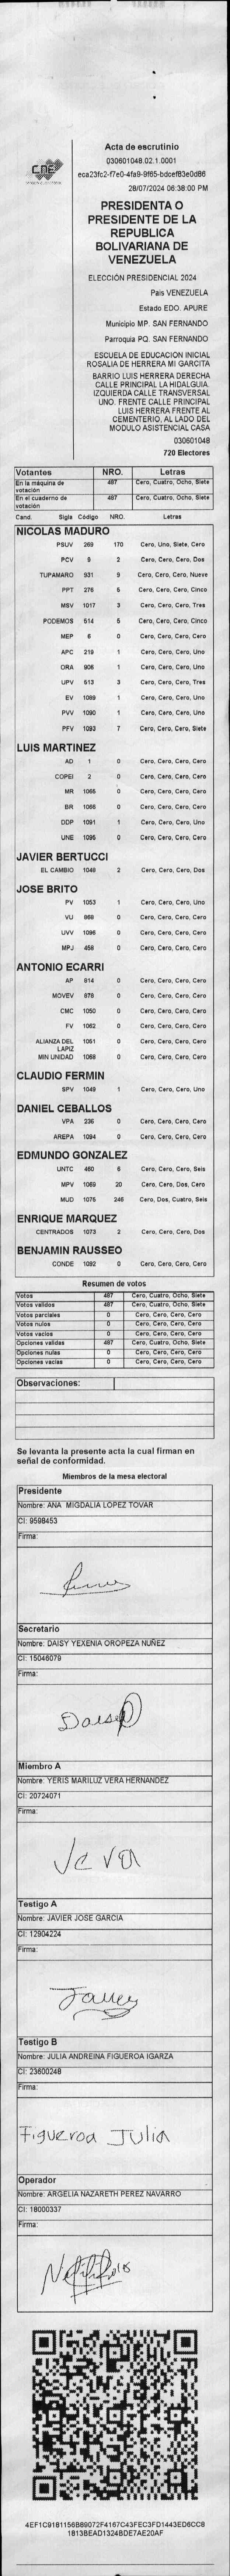 CNE
Acta de escrutinio
030601048.02.1.0001
eca23fc2-f7e0-4fa9-9f65-bdcef83e0d86
28/07/2024 06:38:00 PM
PRESIDENTA O
PRESIDENTE DE LA
REPUBLICA
BOLIVARIANA DE
VENEZUELA
ELECCIÓN PRESIDENCIAL 2024
Pais VENEZUELA
Estado EDO. APURE
Municipio MP. SAN FERNANDO
Parroquia PQ. SAN FERNANDO
ESCUELA DE EDUCACION INICIAL
ROSALIA DE HERRERA MI GARCITA
BARRIO LUIS HERRERA DERECHA
CALLE PRINCIPAL LA HIDALGUIA.
IZQUIERDA CALLE TRANSVERSAL
UNO. FRENTE CALLE PRINCIPAL
LUIS HERRERA FRENTE AL
CEMENTERIO, AL LADO DEL
MODULO ASISTENCIAL CASA
030601048
720 Electores
Votantes NRO. Letras
En la máquina de votación 487 Cero, Cuatro, Ocho, Siete
En el cuaderno de votación 487 Cero, Cuatro, Ocho, Siete
Cand. Sigla Código NRO. Letras
NICOLAS MADURO
PSUV 269 170 Cero, Uno, Siete, Cero
PCV 9 2 Cero, Cero, Cero, Dos
TUPAMARO 931 9 Cero, Cero, Cero, Nueve
PPT 276 5 Cero, Cero, Cero, Cinco
MSV 1017 3 Cero, Cero, Cero, Tres
PODEMOS 514 5 Cero, Cero, Cero, Cinco
MEP 6 0 Cero, Cero, Cero, Cero
APC 219 1 Cero, Cero, Cero, Uno
ORA 906 1 Cero, Cero, Cero, Uno
UPV 513 3 Cero, Cero, Cero, Tres
EV 1089 1 Cero, Cero, Cero, Uno
PVV 1090 1 Cero, Cero, Cero, Uno
PFV 1093 7 Cero, Cero, Cero, Siete
LUIS MARTINEZ
AD 1 0 Cero, Cero, Cero, Cero
COPEI 2 0 Cero, Cero, Cero, Cero
MR 1065 0 Cero, Cero, Cero, Cero
BR 1066 0 Cero, Cero, Cero, Cero
DDP 1091 1 Cero, Cero, Cero, Uno
UNE 1095 0 Cero, Cero, Cero, Cero
JAVIER BERTUCCI
EL CAMBIO 1048 2 Cero, Cero, Cero, Dos
JOSE BRITO
PV 1053 1 Cero, Cero, Cero, Uno
VU 868 0 Cero, Cero, Cero, Cero
UVV 1096 0 Cero, Cero, Cero, Cero
MPJ 458 0 Cero, Cero, Cero, Cero
ANTONIO ECARRI
AP 814 0 Cero, Cero, Cero, Cero
MOVEV 878 0 Cero, Cero, Cero, Cero
CMC 1050 0 Cero, Cero, Cero, Cero
FV 1062 0 Cero, Cero, Cero, Cero
ALIANZA DEL LAPIZ 1051 0 Cero, Cero, Cero, Cero
MIN UNIDAD 1068 0 Cero, Cero, Cero, Cero
CLAUDIO FERMIN
SPV 1049 1 Cero, Cero, Cero, Uno
DANIEL CEBALLOS
VPA 236 0 Cero, Cero, Cero, Cero
AREPA 1094 0 Cero, Cero, Cero, Cero
EDMUNDO GONZALEZ
UNTC 460 6 Cero, Cero, Cero, Seis
MPV 1069 20 Cero, Cero, Dos, Cero
MUD 1075 246 Cero, Dos, Cuatro, Seis
ENRIQUE MARQUEZ
CENTRADOS 1073 2 Cero, Cero, Cero, Dos
BENJAMIN RAUSSEO
CONDE 1092 0 Cero, Cero, Cero, Cero
Resumen de votos
Votos 487 Cero, Cuatro, Ocho, Siete
Votos validos 487 Cero, Cuatro, Ocho, Siete
Votos parciales 0 Cero, Cero, Cero, Cero
Votos nulos 0 Cero, Cero, Cero, Cero
Votos vacíos 0 Cero, Cero, Cero, Cero
Opciones validas 487 Cero, Cuatro, Ocho, Siete
Opciones nulas 0 Cero, Cero, Cero, Cero
Opciones vacías 0 Cero, Cero, Cero, Cero
Observaciones:
Se levanta la presente acta la cual firman en
señal de conformidad.
Miembros de la mesa electoral
Presidente
Nombre: ANA MIGDALIA LOPEZ TOVAR
CI: 9598453
Firma:
Secretario
Nombre: DAISY YEXENIA OROPEZA NUÑEZ
CI: 15046079
Firma:
Miembro A
Nombre: YERIS MARILUZ VERA HERNANDEZ
CI: 20724071
Firma:
Testigo A
Nombre: JAVIER JOSE GARCIA
CI: 12904224
Firma:
Testigo B
Nombre: JULIA ANDREINA FIGUEROA IGARZA
CI: 23600248
Firma:
Figueroa Julia
Operador
Nombre: ARGELIA NAZARETH PEREZ NAVARRO
CI: 18000337
Firma:
4EF1C9181156B89072F4167C43FEC3FD1443ED6CC8
1813BEAD1324BDE7AE20AF